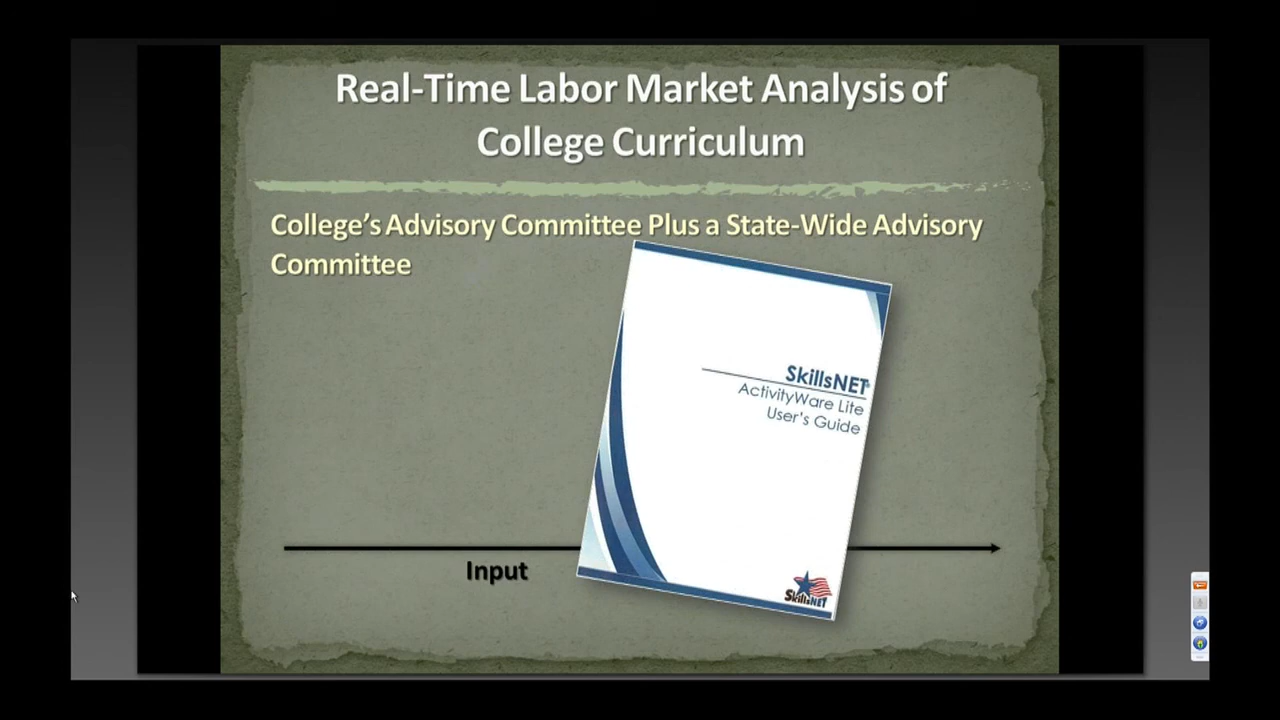 Real-Time Labor Market Analysis of
College Curriculum
College's Advisory Committee Plus a State-Wide Advisory
Committee
SkillsNET®
ActivityWare Lite
User's Guide
Input
SkillsNET